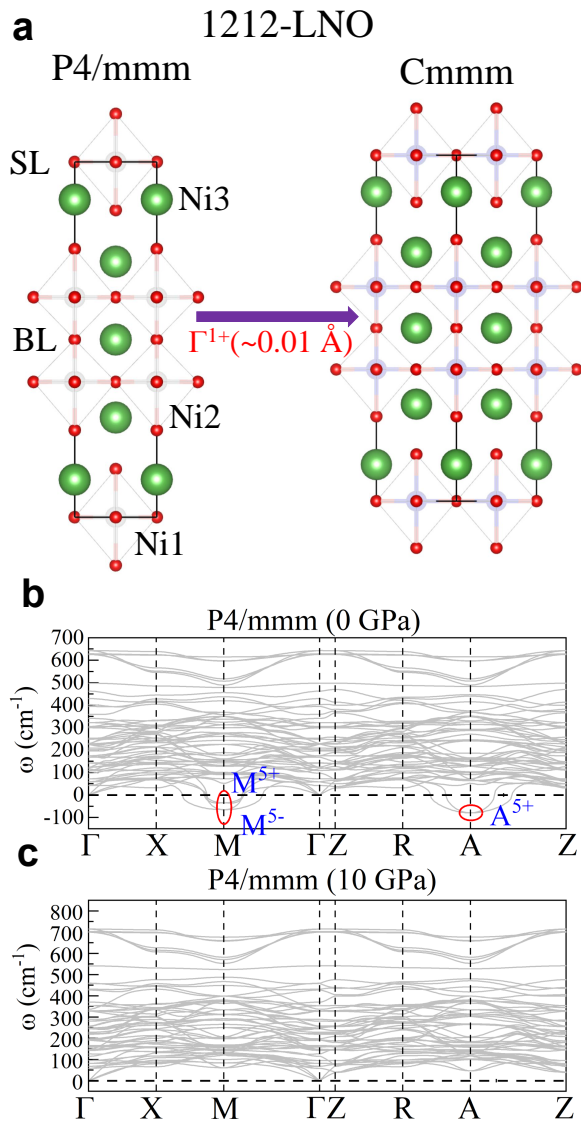 1212-LNO
a
P4/mmm
Cmmm
SL
Ni3
BL
Γ1+(~0.01 Å)
Ni2
Ni1
b
P4/mmm (0 GPa)
700
600
500
400
300
200
100
0
-100
ω (cm-1)
M5+
M5-
A5+
Γ X M Γ Z R A Z
c
P4/mmm (10 GPa)
800
700
600
500
400
300
200
100
0
ω (cm-1)
Γ X M Γ Z R A Z